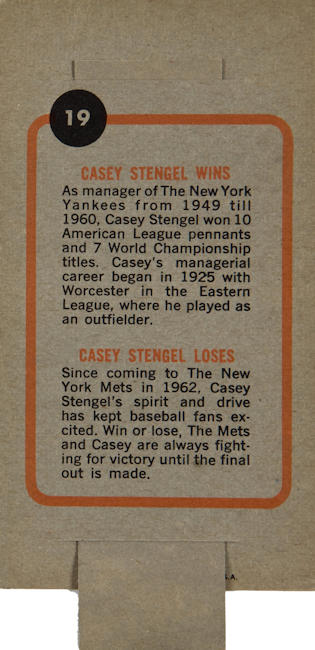 19
CASEY STENGEL WINS
As manager of The New York
Yankees from 1949 till
1960, Casey Stengel won 10
American League pennants
and 7 World Championship
titles. Casey's managerial
career began in 1925 with
Worcester in the Eastern
League, where he played as
an outfielder.
CASEY STENGEL LOSES
Since coming to The New
York Mets in 1962, Casey
Stengel's spirit and drive
has kept baseball fans ex-
cited. Win or lose, The Mets
and Casey are always fight-
ing for victory until the final
out is made.
S.A.